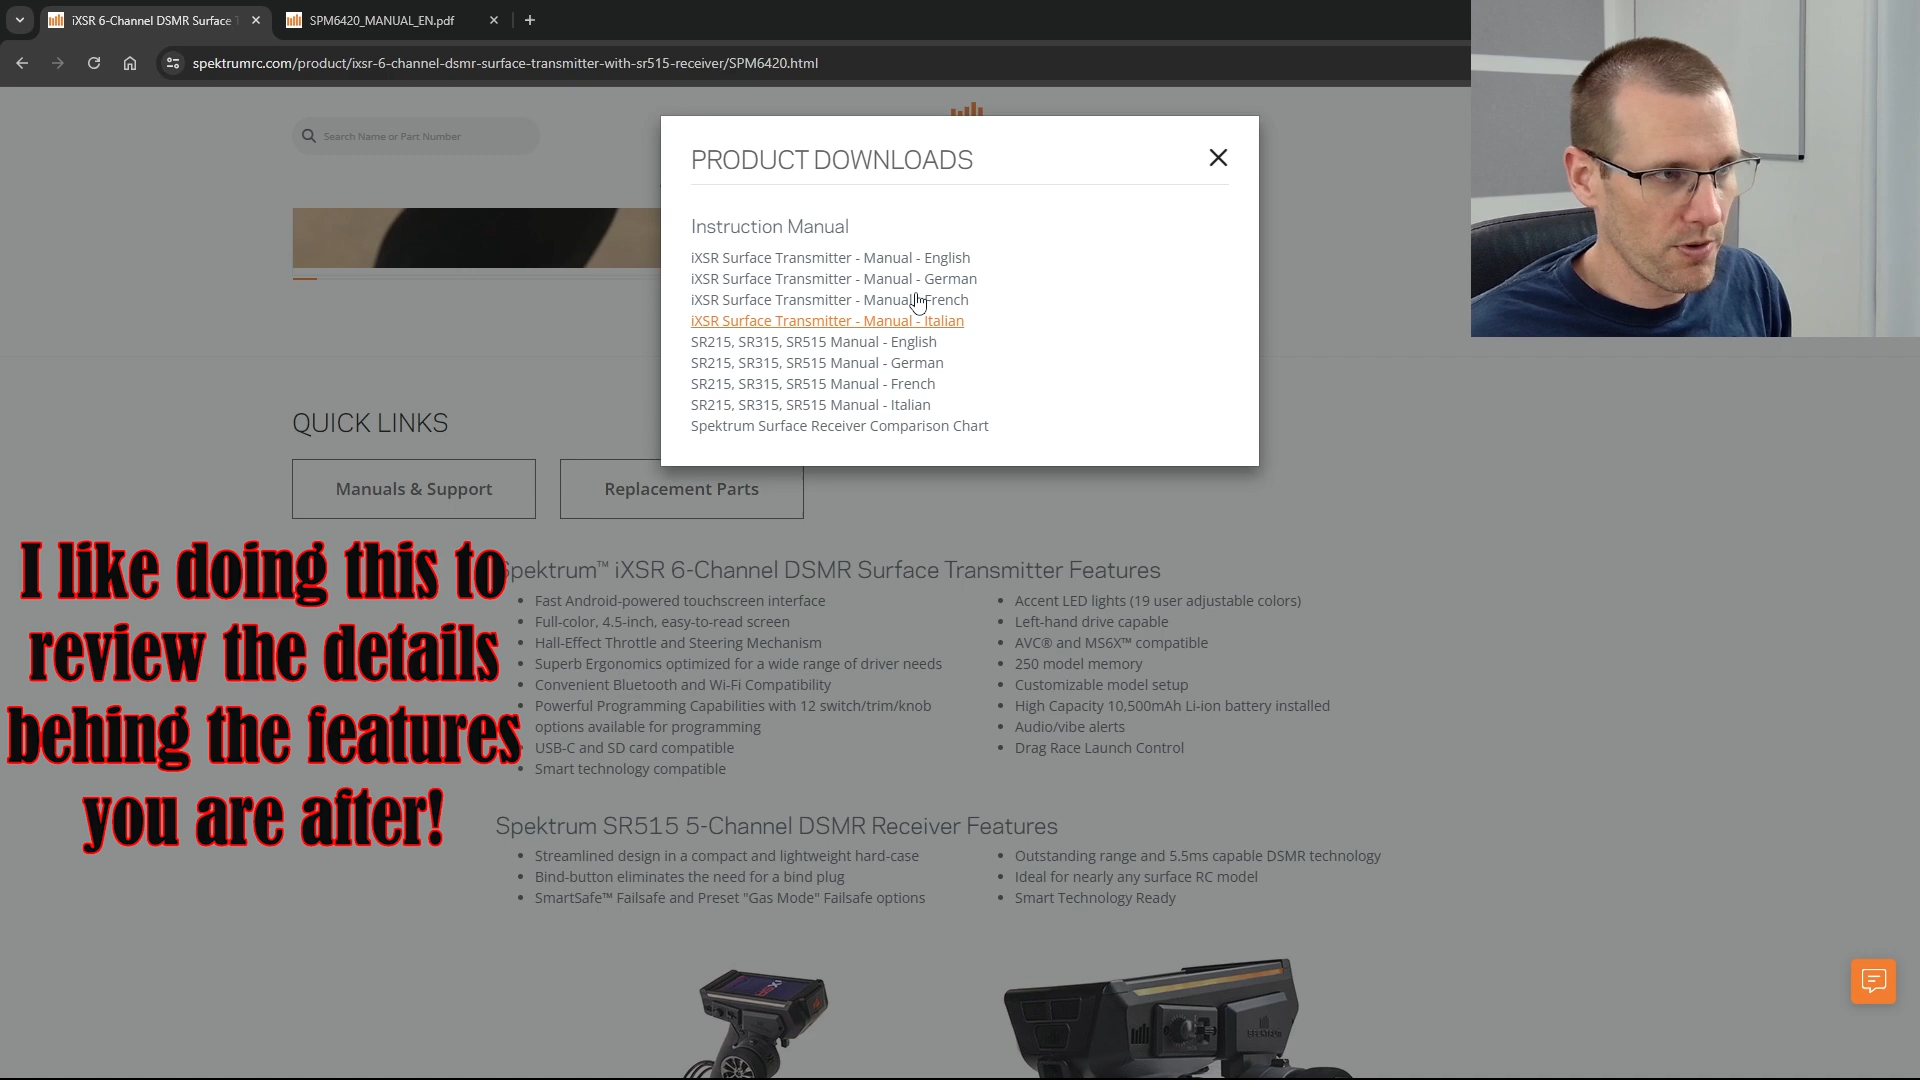 iXSR 6-Channel DSMR Surface T
SPM6420_MANUAL_EN.pdf
spektrumrc.com/product/ixsr-6-channel-dsmr-surface-transmitter-with-sr515-receiver/SPM6420.html
Search Name or Part Number
PRODUCT DOWNLOADS
Instruction Manual
iXSR Surface Transmitter - Manual - English
iXSR Surface Transmitter - Manual - German
iXSR Surface Transmitter - Manual - French
iXSR Surface Transmitter - Manual - Italian
SR215, SR315, SR515 Manual - English
SR215, SR315, SR515 Manual - German
SR215, SR315, SR515 Manual - French
SR215, SR315, SR515 Manual - Italian
Spektrum Surface Receiver Comparison Chart
QUICK LINKS
Manuals & Support
Replacement Parts
I like doing this to
review the details
behing the features
you are after!
Spektrum™ iXSR 6-Channel DSMR Surface Transmitter Features
Fast Android-powered touchscreen interface
Full-color, 4.5-inch, easy-to-read screen
Hall-Effect Throttle and Steering Mechanism
Superb Ergonomics optimized for a wide range of driver needs
Convenient Bluetooth and Wi-Fi Compatibility
Powerful Programming Capabilities with 12 switch/trim/knob
options available for programming
USB-C and SD card compatible
Smart technology compatible
Accent LED lights (19 user adjustable colors)
Left-hand drive capable
AVC® and MS6X™ compatible
250 model memory
Customizable model setup
High Capacity 10,500mAh Li-ion battery installed
Audio/vibe alerts
Drag Race Launch Control
Spektrum SR515 5-Channel DSMR Receiver Features
Streamlined design in a compact and lightweight hard-case
Bind-button eliminates the need for a bind plug
SmartSafe™ Failsafe and Preset "Gas Mode" Failsafe options
Outstanding range and 5.5ms capable DSMR technology
Ideal for nearly any surface RC model
Smart Technology Ready
iXSR
SPEKTRUM